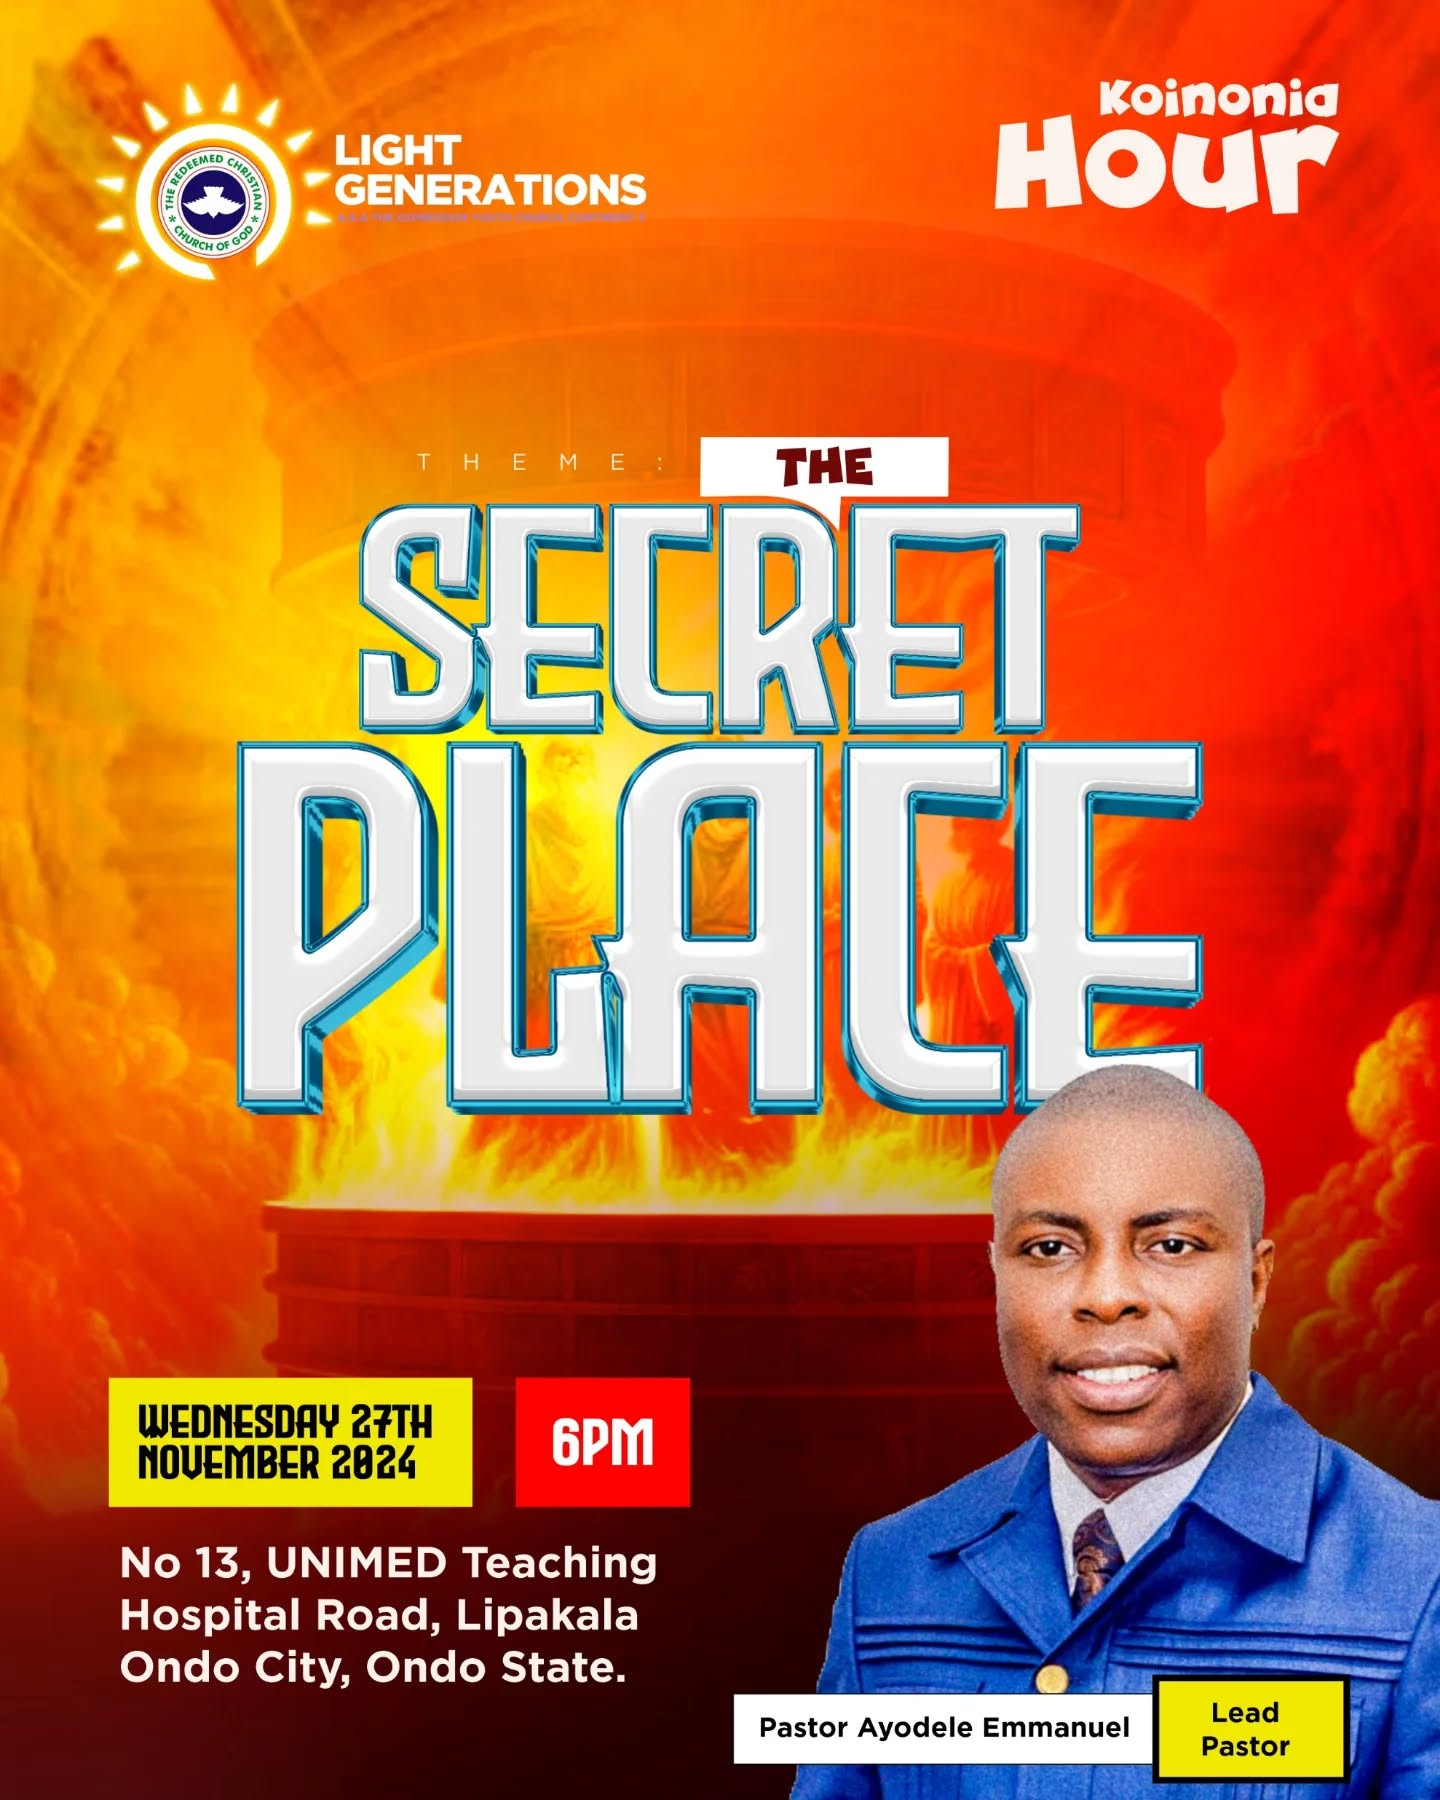 THE REDEEMED CHRISTIAN
* CHURCH OF GOD *
LIGHT
GENERATIONS
Koinonia
Hour
THEME:
THE
SECRET
PLACE
WEDNESDAY 27TH
NOVEMBER 2024
6PM
No 13, UNIMED Teaching
Hospital Road, Lipakala
Ondo City, Ondo State.
Pastor Ayodele Emmanuel
Lead
Pastor